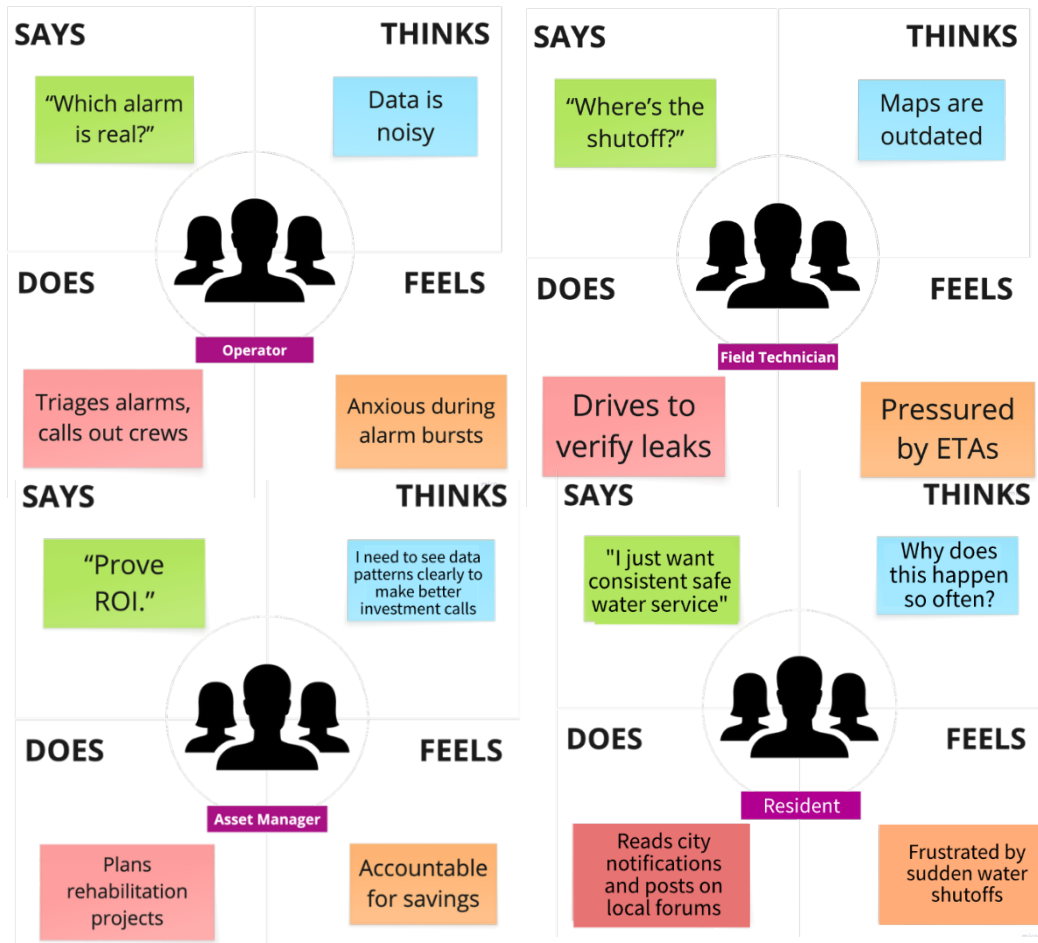 SAYS
THINKS
“Which alarm
is real?”
Data is
noisy
DOES
FEELS
Operator
Triages alarms,
calls out crews
Anxious during
alarm bursts
SAYS
THINKS
“Where’s the
shutoff?”
Maps are
outdated
DOES
FEELS
Field Technician
Drives to
verify leaks
Pressured
by ETAs
SAYS
THINKS
“Prove
ROI.”
I need to see data
patterns clearly to
make better
investment calls
DOES
FEELS
Asset Manager
Plans
rehabilitation
projects
Accountable
for savings
SAYS
THINKS
"I just want
consistent safe
water service"
Why does
this happen
so often?
DOES
FEELS
Resident
Reads city
notifications
and posts on
local forums
Frustrated by
sudden water
shutoffs